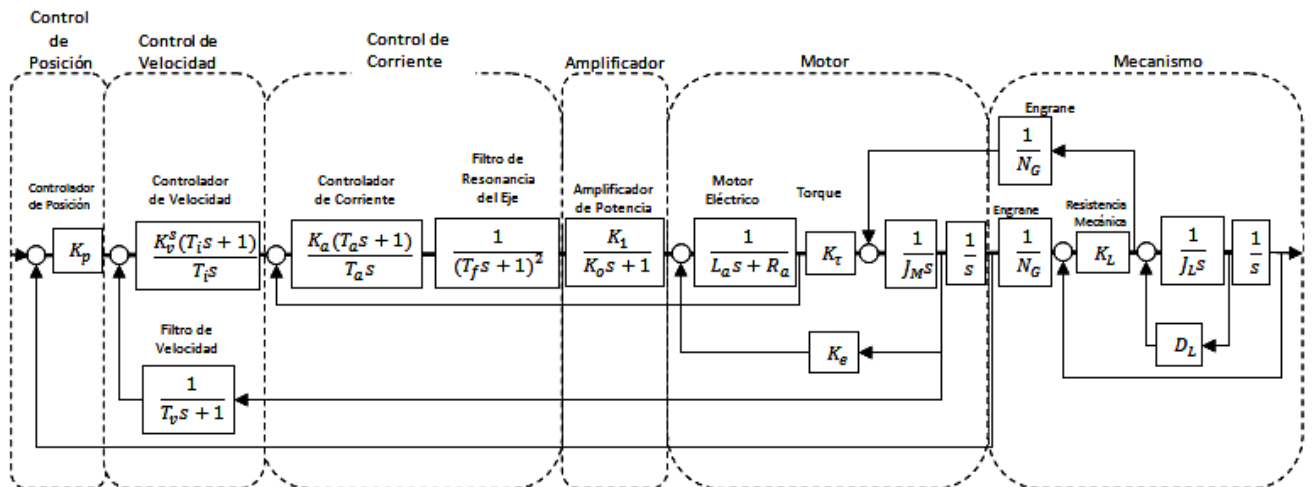 Control
de
Posición
Control de
Velocidad
Control de
Corriente
Amplificador
Motor
Mecanismo
Engrane
1
N_G
Controlador
de Posición
K_p
Controlador
de Velocidad
K_v^s(T_i s + 1)
T_i s
Controlador
de Corriente
K_a(T_a s + 1)
T_a s
Filtro de
Resonancia
del Eje
1
(T_f s + 1)^2
Amplificador
de Potencia
K_1
K_o s + 1
Motor
Eléctrico
1
L_a s + R_a
Torque
K_τ
1
J_M s
1
s
Engrane
1
N_G
Resistencia
Mecánica
K_L
1
J_L s
1
s
Filtro de
Velocidad
1
T_v s + 1
K_e
D_L